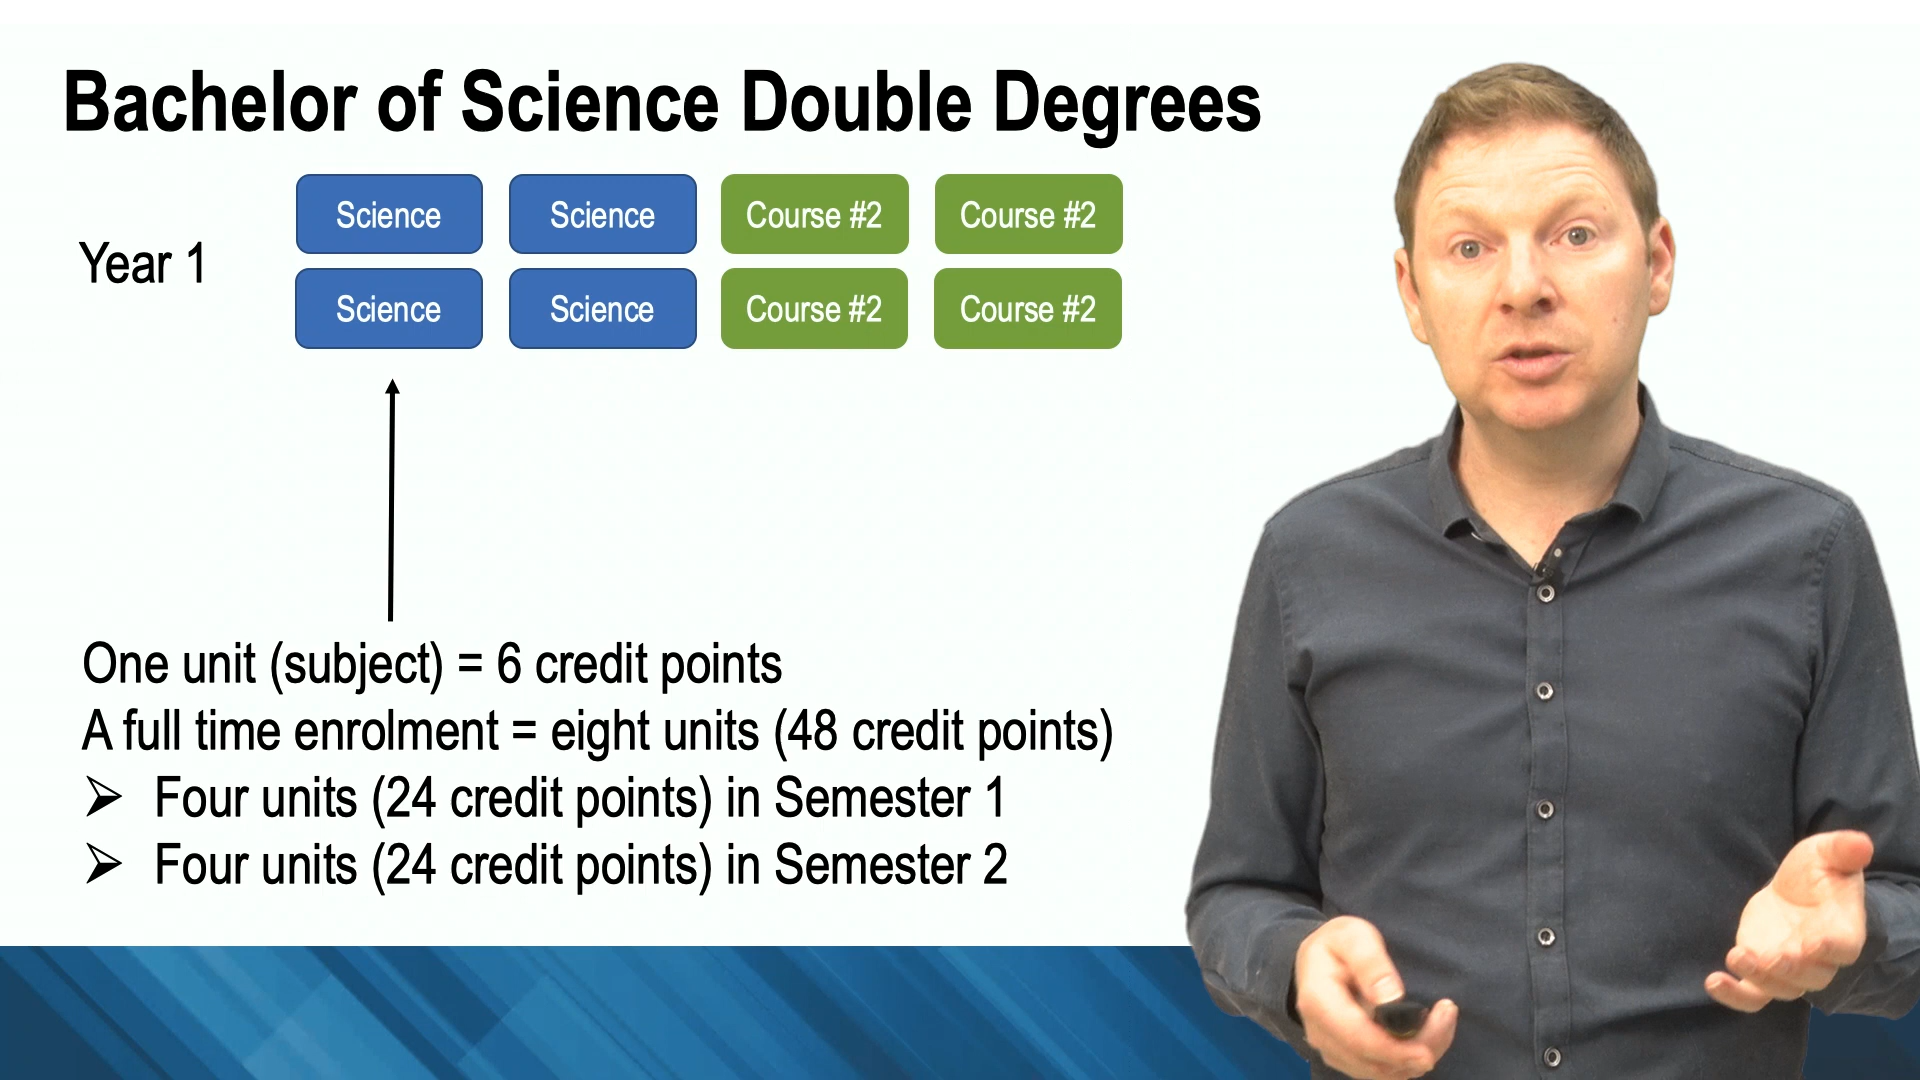 Bachelor of Science Double Degrees
Year 1
Science Science Course #2 Course #2
Science Science Course #2 Course #2
One unit (subject) = 6 credit points
A full time enrolment = eight units (48 credit points)
➢ Four units (24 credit points) in Semester 1
➢ Four units (24 credit points) in Semester 2